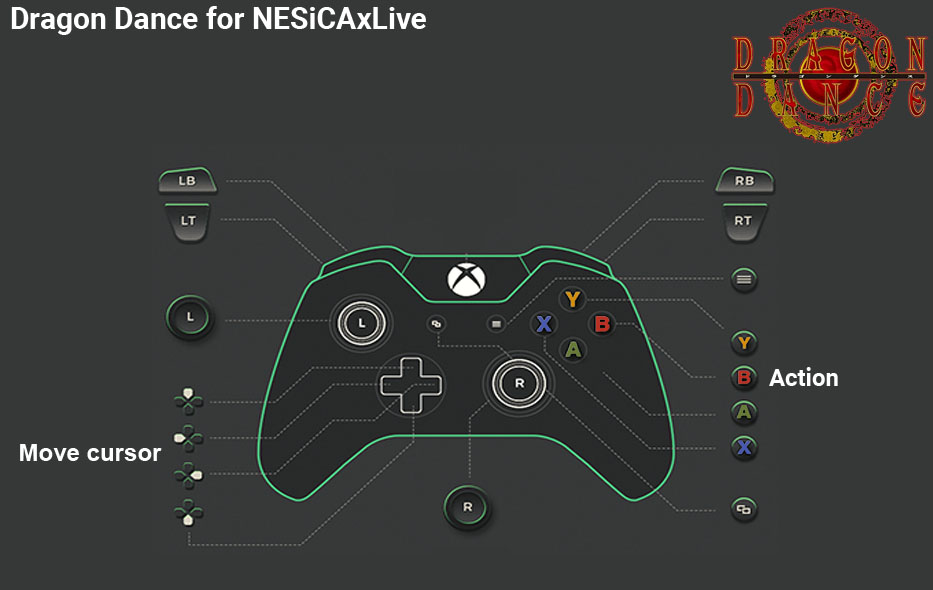 Dragon Dance for NESiCAxLive
DRAGON
DANCE
LB
RB
LT
RT
Y
L
L
X
B
A
Y
R
B
Action
A
X
Move cursor
R